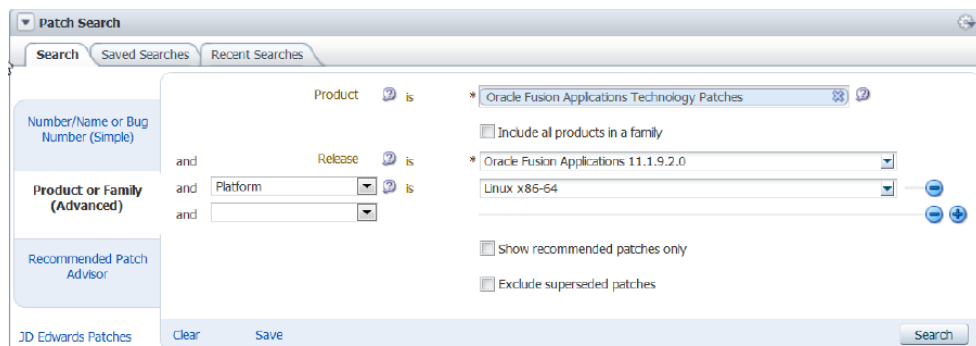 Patch Search
Search Saved Searches Recent Searches
Product is * Oracle Fusion Applications Technology Patches
Include all products in a family
Number/Name or Bug
Number (Simple)
and Release is * Oracle Fusion Applications 11.1.9.2.0
Product or Family
(Advanced)
and Platform is Linux x86-64
and
Show recommended patches only
Recommended Patch
Advisor
Exclude superseded patches
JD Edwards Patches
Clear Save Search